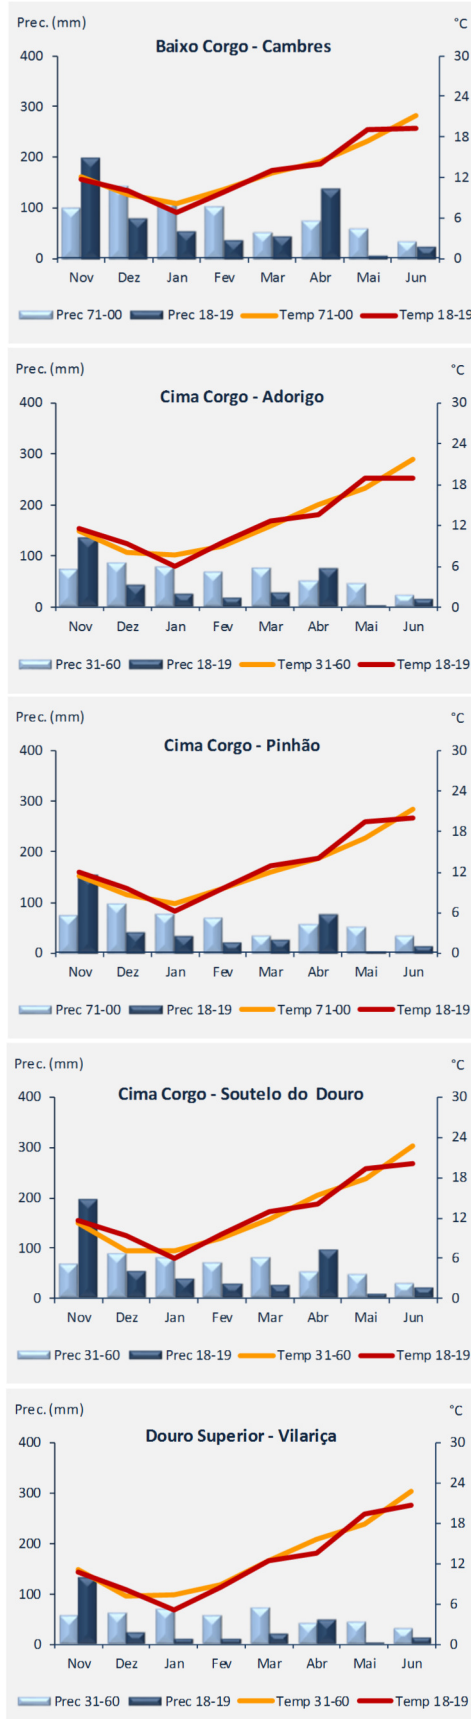 Prec. (mm) °C
Baixo Corgo - Cambres
400 30
300 24
200 18
100 12
0 6
0
Nov Dez Jan Fev Mar Abr Mai Jun
Prec 71-00 Prec 18-19 Temp 71-00 Temp 18-19
Prec. (mm) °C
Cima Corgo - Adorigo
400 30
300 24
200 18
100 12
0 6
0
Nov Dez Jan Fev Mar Abr Mai Jun
Prec 31-60 Prec 18-19 Temp 31-60 Temp 18-19
Prec. (mm) °C
Cima Corgo - Pinhão
400 30
300 24
200 18
100 12
0 6
0
Nov Dez Jan Fev Mar Abr Mai Jun
Prec 71-00 Prec 18-19 Temp 71-00 Temp 18-19
Prec. (mm) °C
Cima Corgo - Soutelo do Douro
400 30
300 24
200 18
100 12
0 6
0
Nov Dez Jan Fev Mar Abr Mai Jun
Prec 31-60 Prec 18-19 Temp 31-60 Temp 18-19
Prec. (mm) °C
Douro Superior - Vilariça
400 30
300 24
200 18
100 12
0 6
0
Nov Dez Jan Fev Mar Abr Mai Jun
Prec 31-60 Prec 18-19 Temp 31-60 Temp 18-19